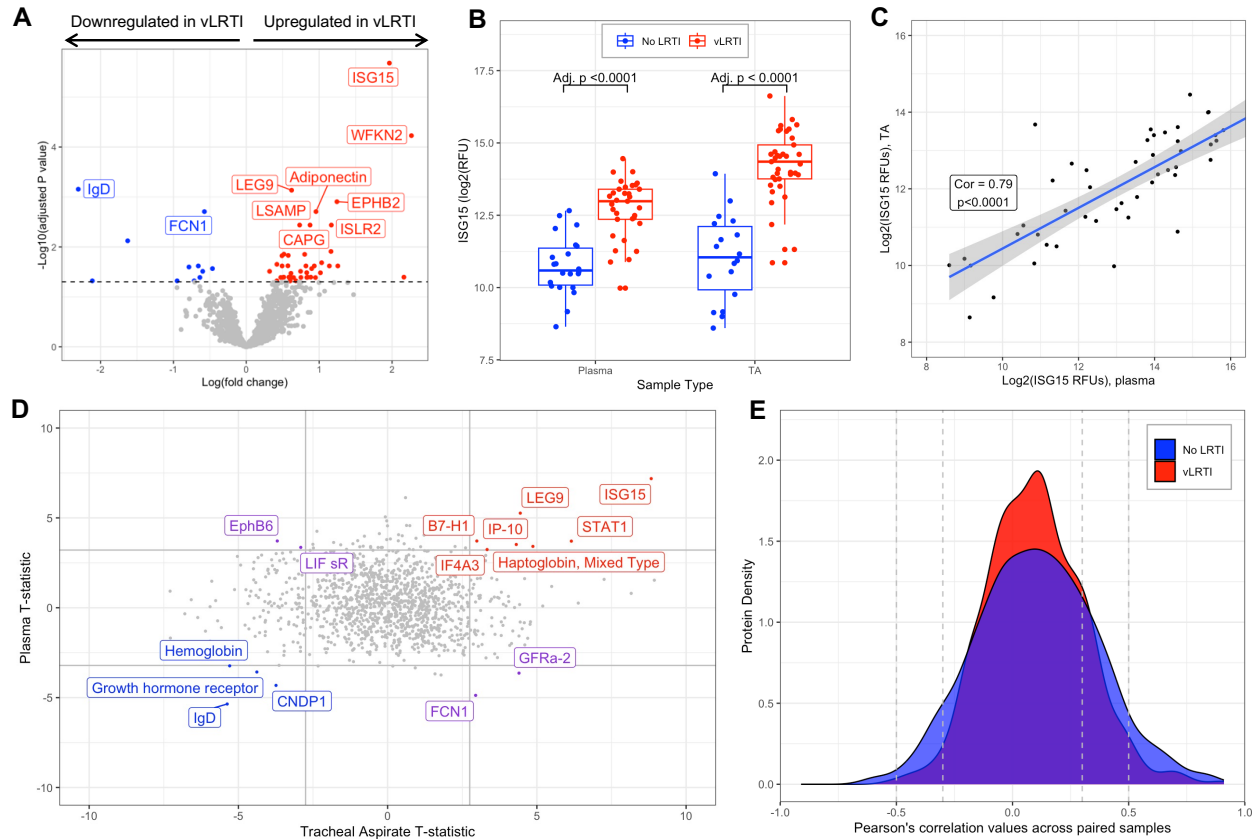 A
Downregulated in vLRTI
Upregulated in vLRTI
ISG15
WFKN2
Adiponectin
LEG9
EPHB2
LSAMP
ISLR2
CAPG
IgD
FCN1
4
2
0
-2
-1
0
1
2
-Log10(adjusted P value)
Log(fold change)
B
No LRTI
vLRTI
Adj. p <0.0001
Adj. p < 0.0001
17.5
15.0
12.5
10.0
7.5
ISG15 (log2(RFU)
Plasma
TA
Sample Type
C
16
14
12
10
8
Cor = 0.79
p<0.0001
8
10
12
14
16
Log2(ISG15 RFUs), TA
Log2(ISG15 RFUs), plasma
D
10
5
0
-5
-10
ISG15
LEG9
B7-H1
IP-10
STAT1
EphB6
LIF sR
IF4A3
Haptoglobin, Mixed Type
Hemoglobin
GFRa-2
Growth hormone receptor
CNDP1
IgD
FCN1
-10
-5
0
5
10
Plasma T-statistic
Tracheal Aspirate T-statistic
E
No LRTI
vLRTI
2.0
1.5
1.0
0.5
0.0
-1.0
-0.5
0.0
0.5
1.0
Protein Density
Pearson's correlation values across paired samples